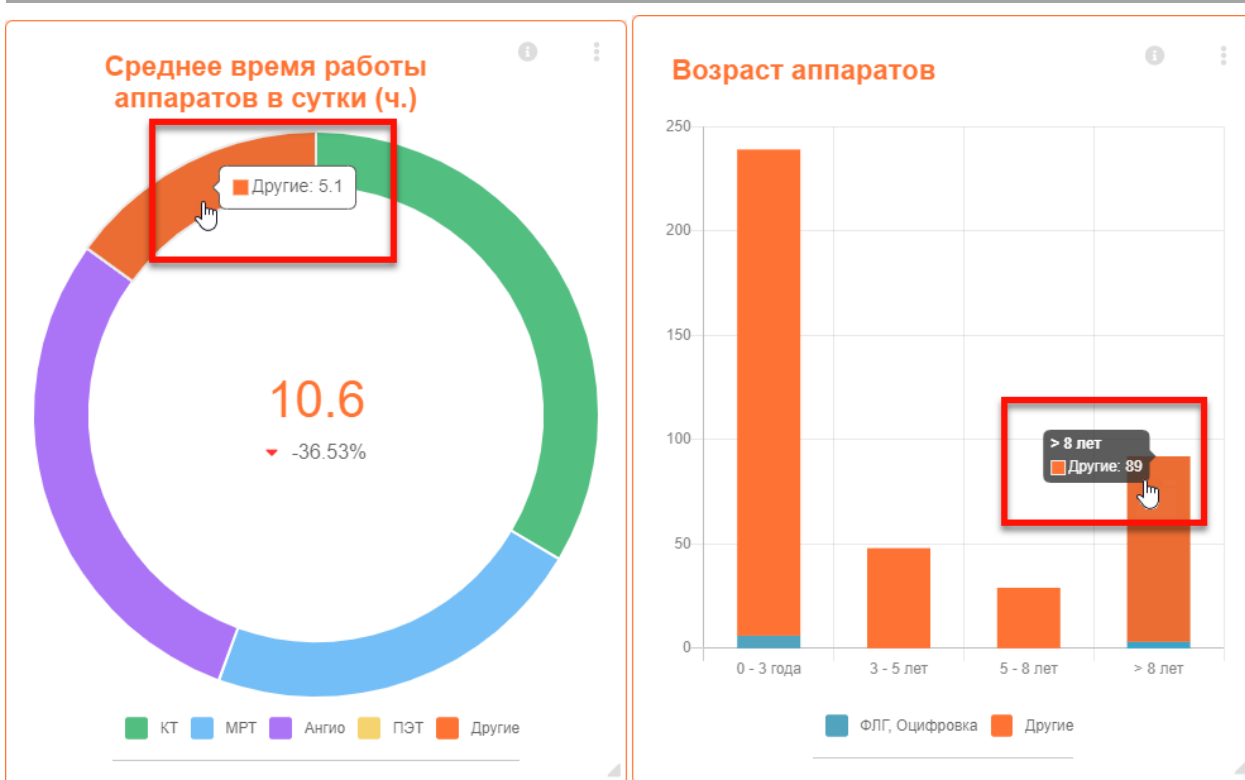 Среднее время работы
аппаратов в сутки (ч.)
Другие: 5.1
10.6
-36.53%
КТ МРТ Ангио ПЭТ Другие
Возраст аппаратов
250
200
150
100
50
0
> 8 лет
Другие: 89
0 - 3 года 3 - 5 лет 5 - 8 лет > 8 лет
ФЛГ, Оцифровка Другие